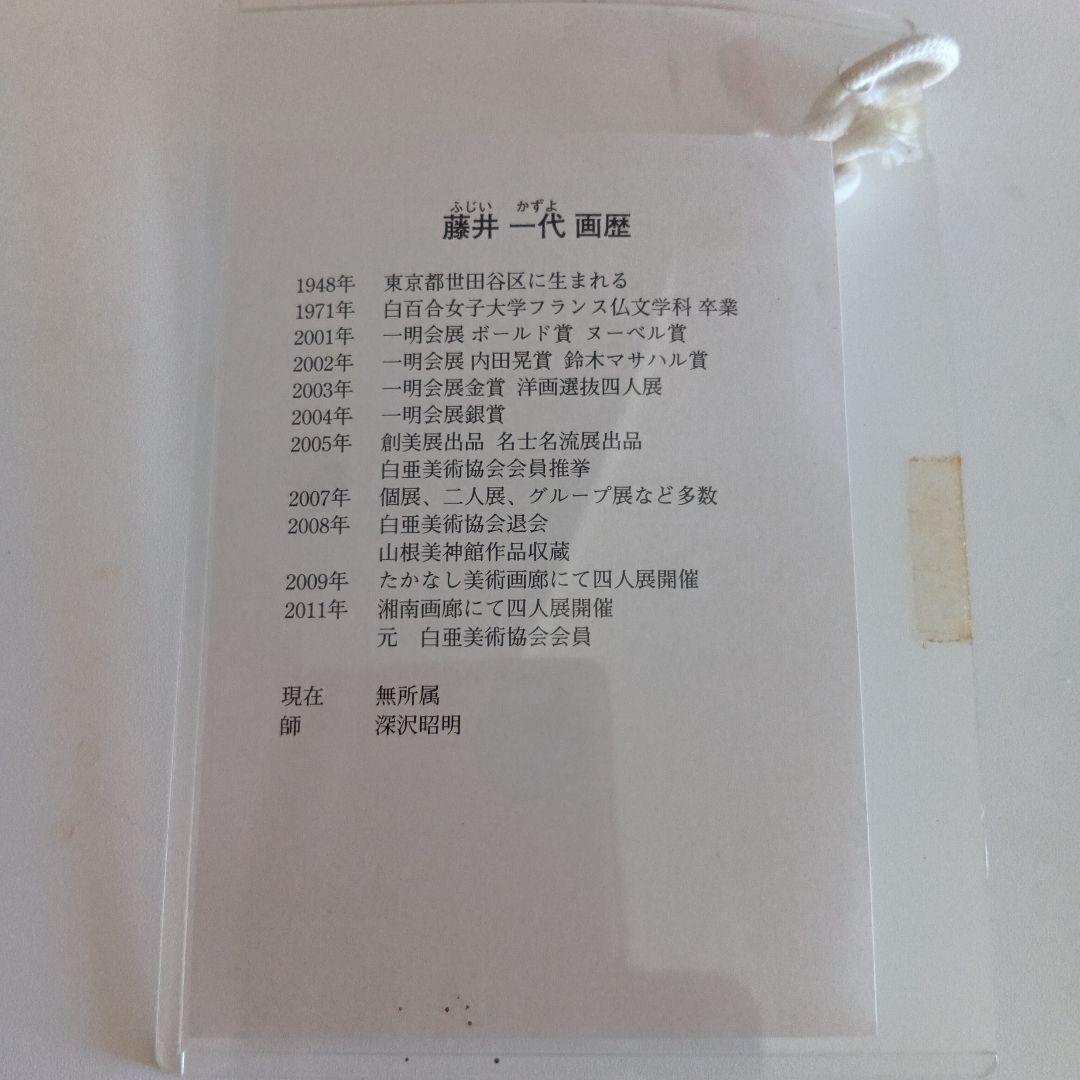 ふじい かずよ
藤井 一代 画歴
1948年 東京都世田谷区に生まれる
1971年 白百合女子大学フランス仏文学科 卒業
2001年 一明会展 ボールド賞 ヌーベル賞
2002年 一明会展 内田晃賞 鈴木マサハル賞
2003年 一明会展金賞 洋画選抜四人展
2004年 一明会展銀賞
2005年 創美展出品 名士名流展出品
白亜美術協会会員推挙
2007年 個展、二人展、グループ展など多数
2008年 白亜美術協会退会
山根美神館作品収蔵
2009年 たかなし美術画廊にて四人展開催
2011年 湘南画廊にて四人展開催
元 白亜美術協会会員
現在 無所属
師 深沢昭明